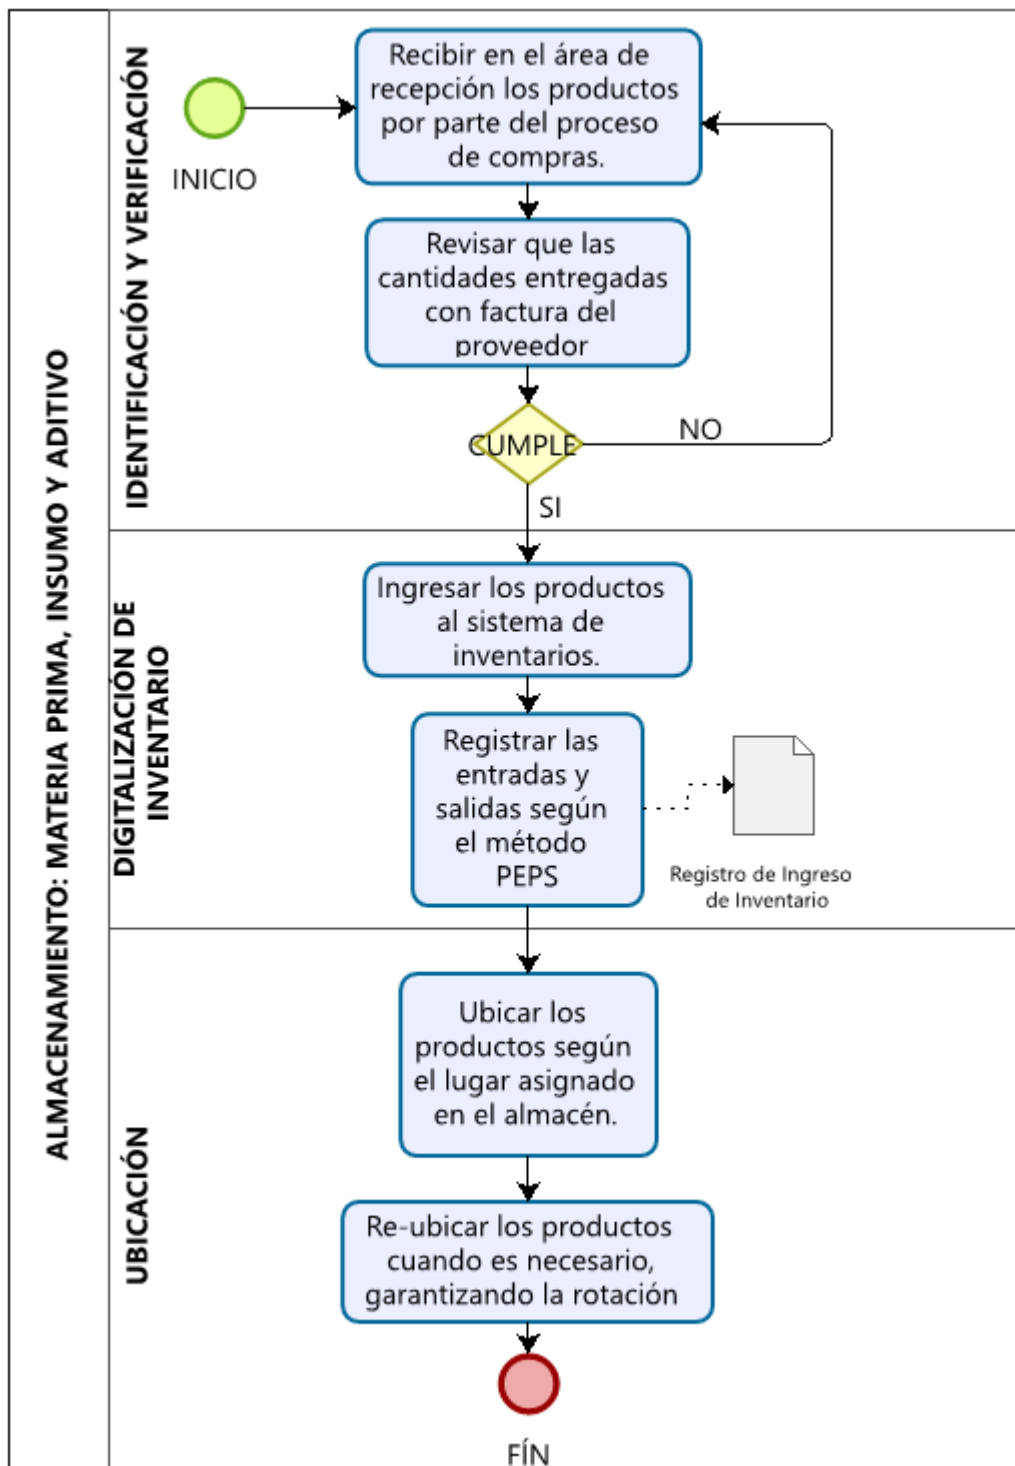 ALMACENAMIENTO: MATERIA PRIMA, INSUMO Y ADITIVO
IDENTIFICACIÓN Y VERIFICACIÓN
INICIO
Recibir en el área de
recepción los productos
por parte del proceso
de compras.
Revisar que las
cantidades entregadas
con factura del
proveedor
CUMPLE
NO
SI
DIGITALIZACIÓN DE
INVENTARIO
Ingresar los productos
al sistema de
inventarios.
Registrar las
entradas y
salidas según
el método
PEPS
Registro de Ingreso
de Inventario
UBICACIÓN
Ubicar los
productos según
el lugar asignado
en el almacén.
Re-ubicar los productos
cuando es necesario,
garantizando la rotación
FÍN